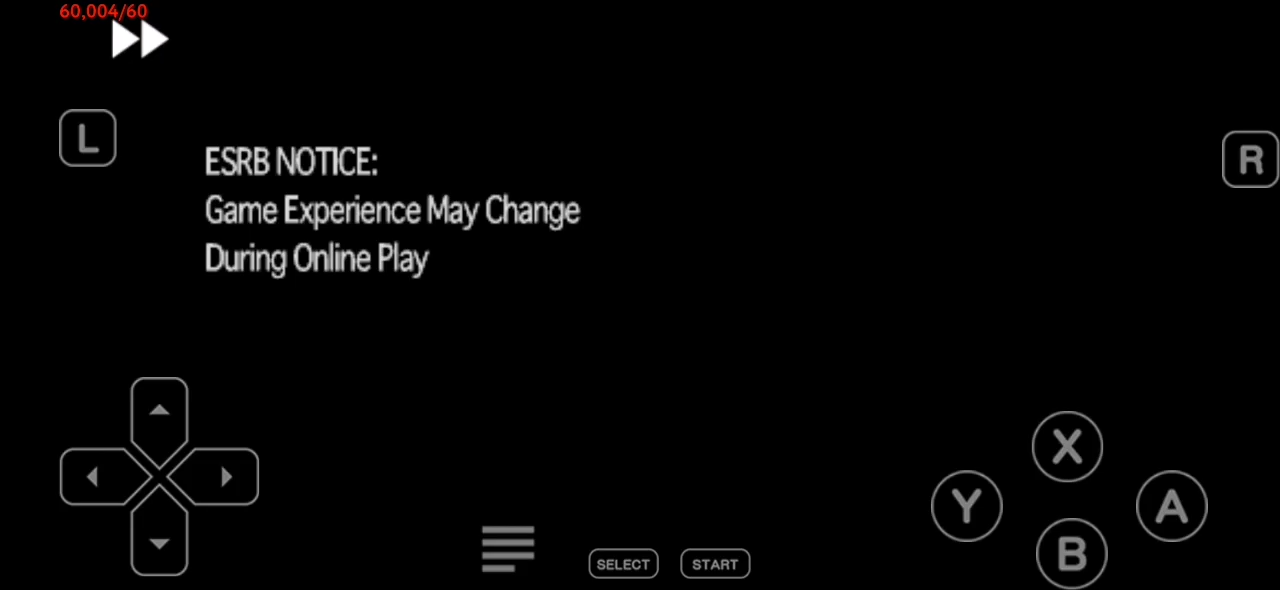 60,004/60
L
R
ESRB NOTICE:
Game Experience May Change
During Online Play
X
Y
A
B
SELECT
START